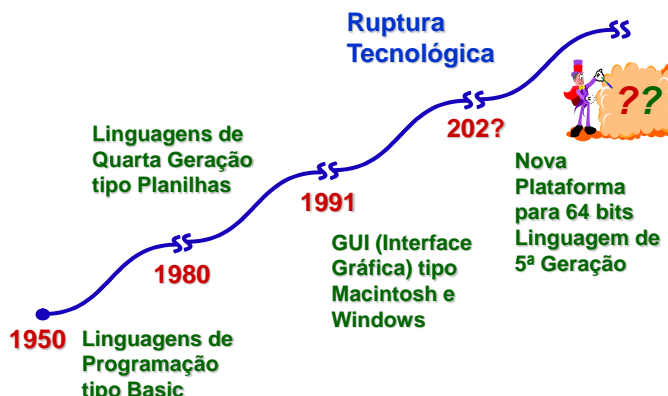 Ruptura
Tecnológica
??
202?
Linguagens de
Quarta Geração
tipo Planilhas
Nova
Plataforma
para 64 bits
Linguagem de
5ª Geração
1991
GUI (Interface
Gráfica) tipo
Macintosh e
Windows
1980
1950
Linguagens de
Programação
tipo Basic